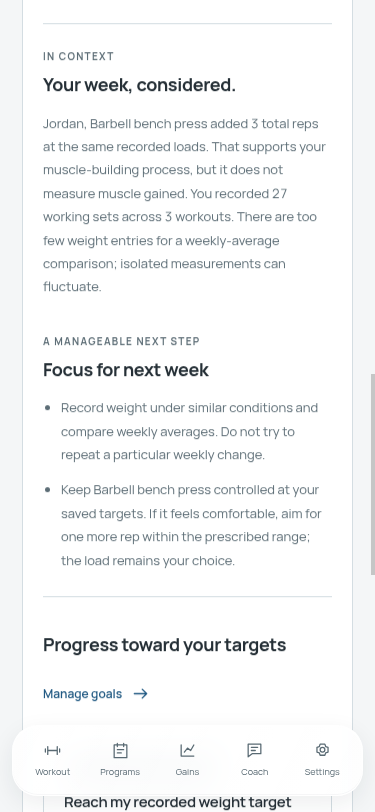 IN CONTEXT
Your week, considered.
Jordan, Barbell bench press added 3 total reps
at the same recorded loads. That supports your
muscle-building process, but it does not
measure muscle gained. You recorded 27
working sets across 3 workouts. There are too
few weight entries for a weekly-average
comparison; isolated measurements can
fluctuate.
A MANAGEABLE NEXT STEP
Focus for next week
Record weight under similar conditions and
compare weekly averages. Do not try to
repeat a particular weekly change.
Keep Barbell bench press controlled at your
saved targets. If it feels comfortable, aim for
one more rep within the prescribed range;
the load remains your choice.
Progress toward your targets
Manage goals →
Workout Programs Gains Coach Settings
Reach my recorded weight target